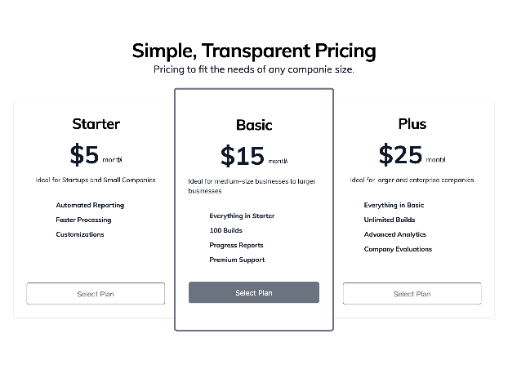 Simple, Transparent Pricing
Pricing to fit the needs of any companie size.
Starter
$5 month
Ideal for Startups and Small Companies
Automated Reporting
Faster Processing
Customizations
Select Plan
Basic
$15 month
Ideal for medium-size businesses to larger
businesses
Everything in Starter
100 Builds
Progress Reports
Premium Support
Select Plan
Plus
$25 month
Ideal for larger and enterprise companies
Everything in Basic
Unlimited Builds
Advanced Analytics
Company Evaluations
Select Plan